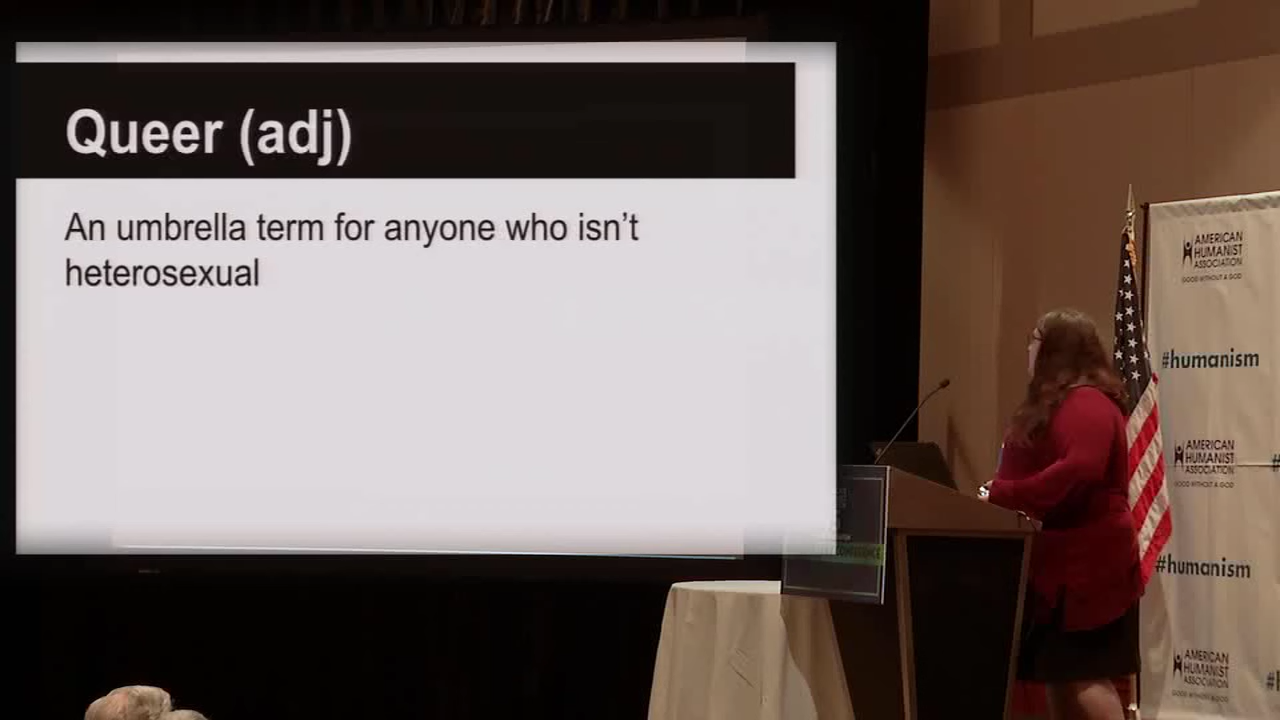 Queer (adj)
An umbrella term for anyone who isn't
heterosexual
AMERICAN
HUMANIST
ASSOCIATION
GOOD WITHOUT A GOD
#humanism
AMERICAN
HUMANIST
ASSOCIATION
GOOD WITHOUT A GOD
#humanism
AMERICAN
HUMANIST
ASSOCIATION
GOOD WITHOUT A GOD
CONFERENCE